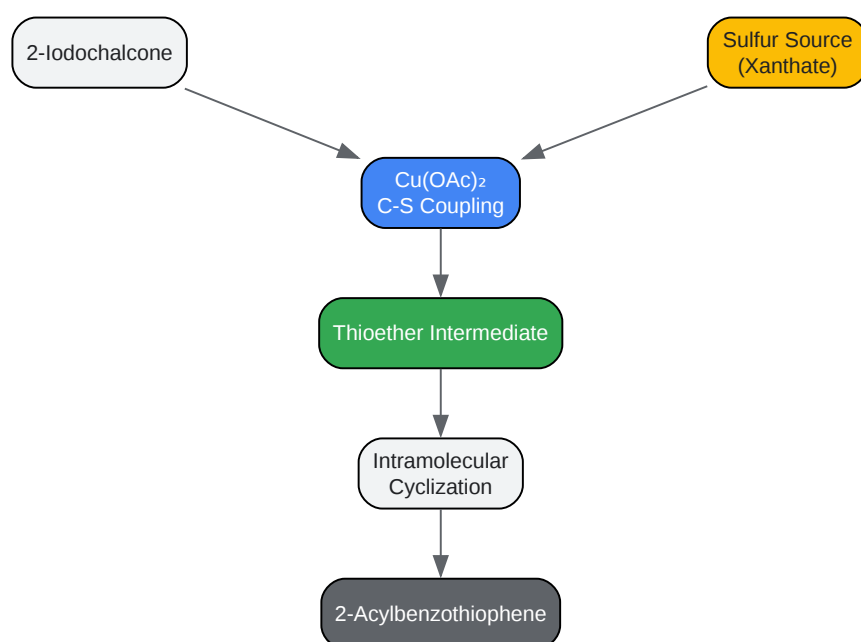 2-Iodochalcone
Sulfur Source
(Xanthate)
Cu(OAc)₂
C-S Coupling
Thioether Intermediate
Intramolecular
Cyclization
2-Acylbenzothiophene